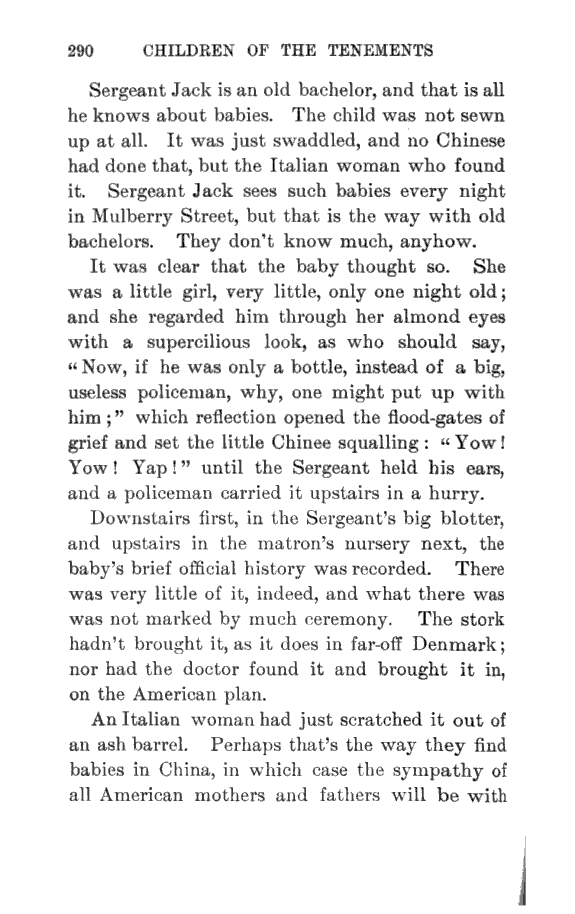 290 CHILDREN OF THE TENEMENTS
Sergeant Jack is an old bachelor, and that is all
he knows about babies. The child was not sewn
up at all. It was just swaddled, and no Chinese
had done that, but the Italian woman who found
it. Sergeant Jack sees such babies every night
in Mulberry Street, but that is the way with old
bachelors. They don't know much, anyhow.
It was clear that the baby thought so. She
was a little girl, very little, only one night old;
and she regarded him through her almond eyes
with a supercilious look, as who should say,
"Now, if he was only a bottle, instead of a big,
useless policeman, why, one might put up with
him;" which reflection opened the flood-gates of
grief and set the little Chinee squalling: "Yow!
Yow! Yap!" until the Sergeant held his ears,
and a policeman carried it upstairs in a hurry.
Downstairs first, in the Sergeant's big blotter,
and upstairs in the matron's nursery next, the
baby's brief official history was recorded. There
was very little of it, indeed, and what there was
was not marked by much ceremony. The stork
hadn't brought it, as it does in far-off Denmark;
nor had the doctor found it and brought it in,
on the American plan.
An Italian woman had just scratched it out of
an ash barrel. Perhaps that's the way they find
babies in China, in which case the sympathy of
all American mothers and fathers will be with